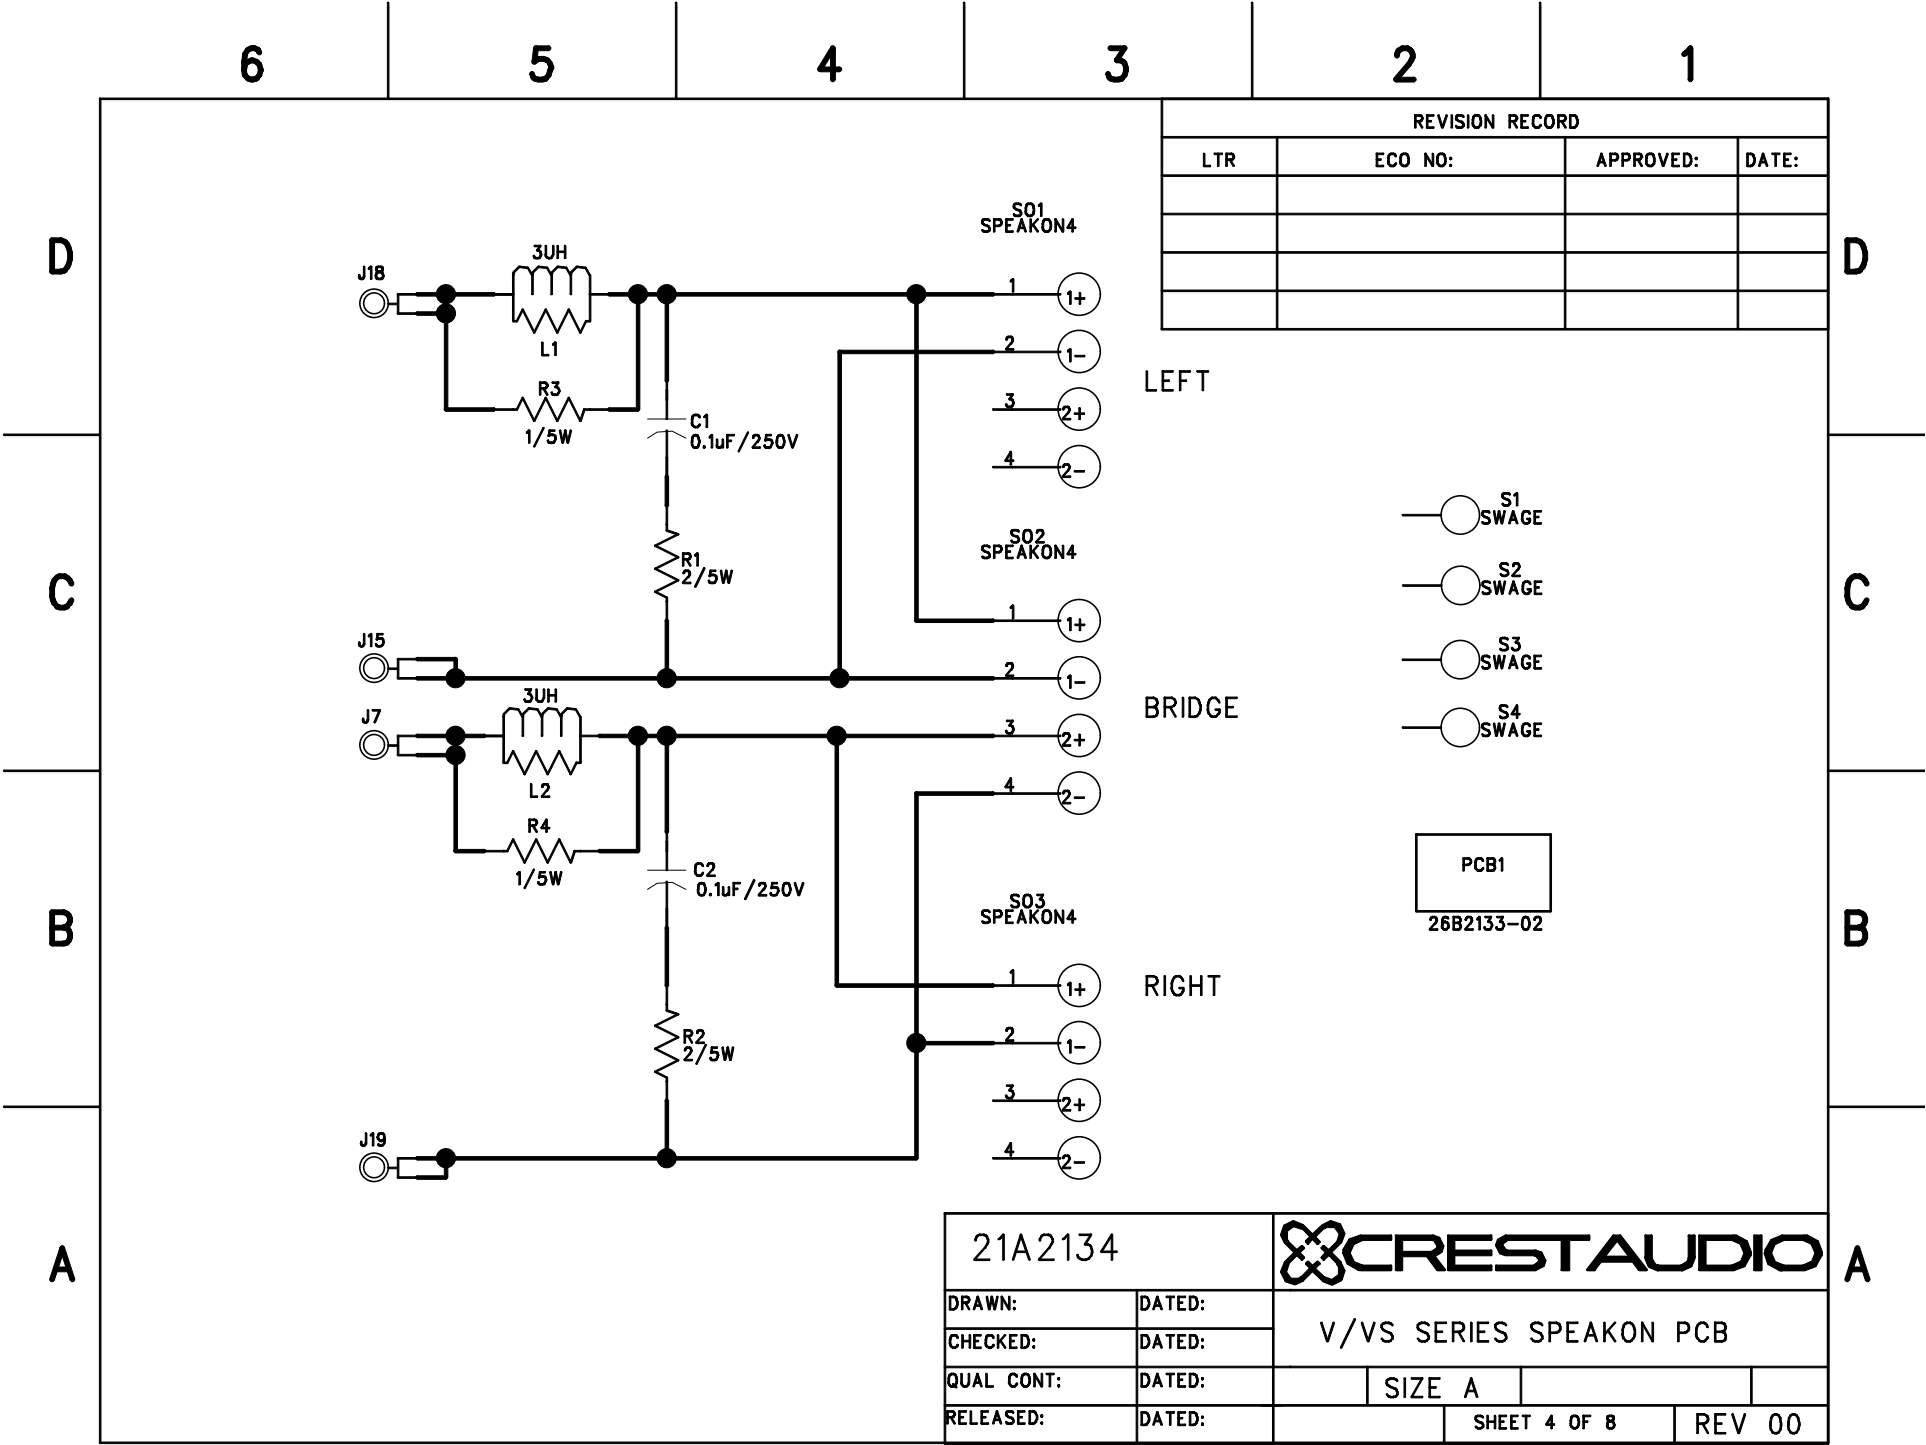 6 5 4 3 2 1
REVISION RECORD
LTR ECO NO: APPROVED: DATE:
D D
SO1
SPEAKON4
J18
3UH
L1
R3
1/5W
C1
0.1uF/250V
1 1+
2 1-
3 2+
4 2-
LEFT
S1
SWAGE
S2
SWAGE
S3
SWAGE
S4
SWAGE
C C
SO2
SPEAKON4
R1
2/5W
J15
1 1+
2 1-
3 2+
4 2-
BRIDGE
J7
3UH
L2
R4
1/5W
C2
0.1uF/250V
PCB1
26B2133-02
B B
SO3
SPEAKON4
1 1+
2 1-
3 2+
4 2-
RIGHT
R2
2/5W
J19
A A
21A2134
CREST AUDIO
DRAWN: DATED:
CHECKED: DATED:
QUAL CONT: DATED:
RELEASED: DATED:
V/VS SERIES SPEAKON PCB
SIZE A
SHEET 4 OF 8
REV 00